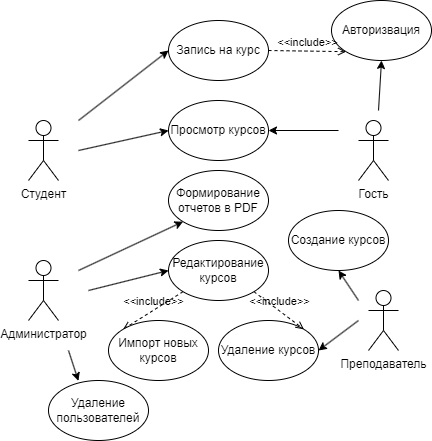 Авторизвация
Запись на курс
<<include>>
Просмотр курсов
Студент
Гость
Формирование
отчетов в PDF
Создание курсов
Редактирование
курсов
<<include>>
<<include>>
Администратор
Импорт новых
курсов
Удаление курсов
Преподаватель
Удаление
пользователей